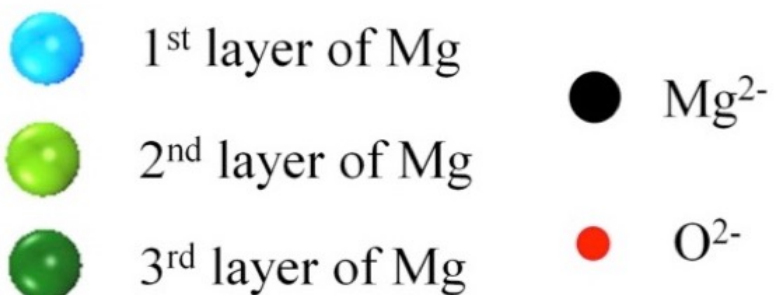 1st layer of Mg
2nd layer of Mg
3rd layer of Mg
Mg2-
O2-